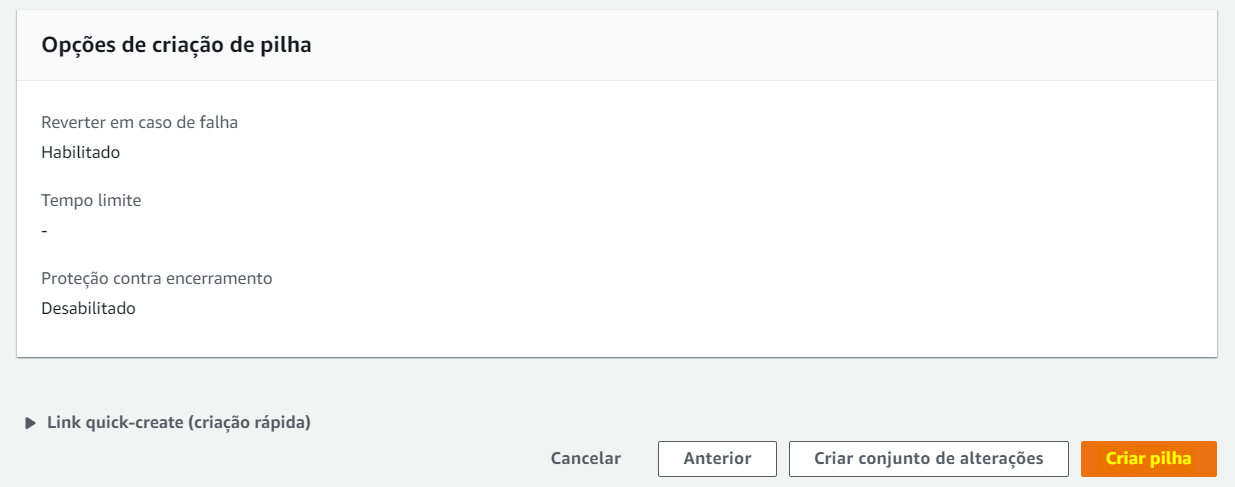 Opções de criação de pilha
Reverter em caso de falha
Habilitado
Tempo limite
-
Proteção contra encerramento
Desabilitado
Link quick-create (criação rápida)
Cancelar Anterior Criar conjunto de alterações Criar pilha